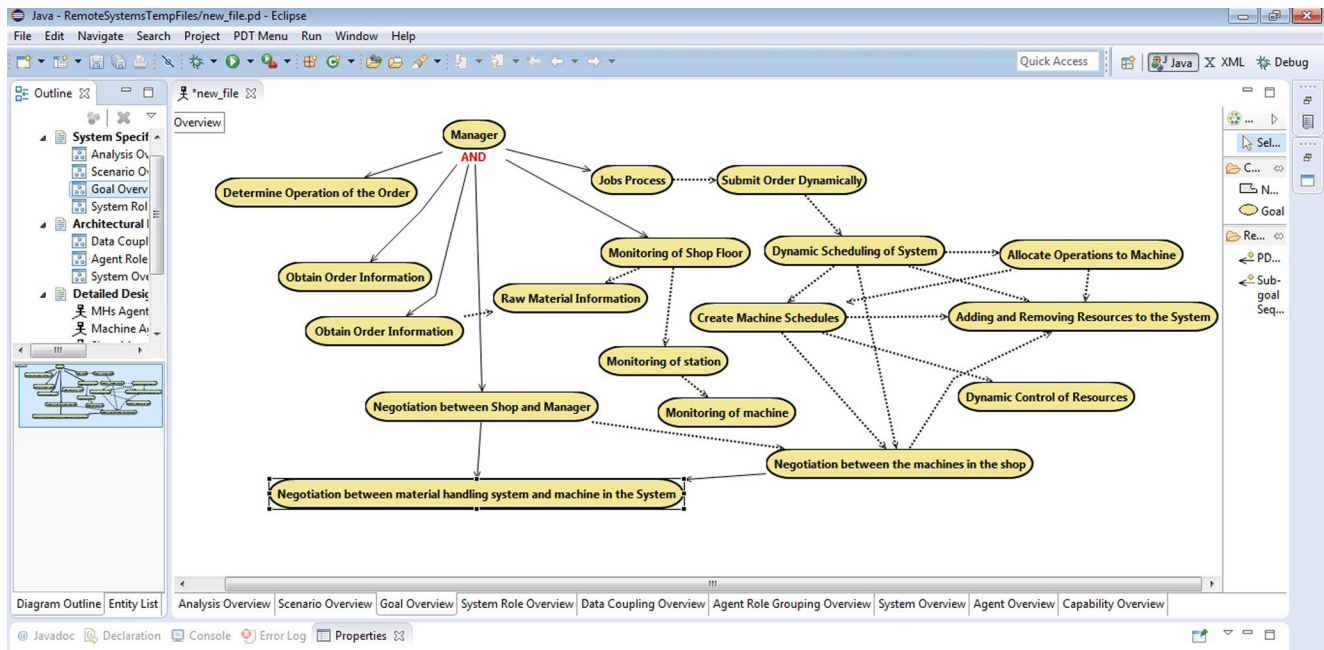 Java - RemoteSystemsTempFiles/new_file.pd - Eclipse
File Edit Navigate Search Project PDT Menu Run Window Help
Quick Access
Java
XML
Debug
Outline
*new_file
Overview
System Specif
Analysis Ov
Scenario O
Goal Overv
System Rol
Architectural
Data Coupl
Agent Role
System Ove
Detailed Desig
MHs Agent
Machine A
Manager
AND
Determine Operation of the Order
Jobs Process
Submit Order Dynamically
Obtain Order Information
Monitoring of Shop Floor
Dynamic Scheduling of System
Allocate Operations to Machine
Raw Material Information
Obtain Order Information
Create Machine Schedules
Adding and Removing Resources to the System
Monitoring of station
Negotiation between Shop and Manager
Monitoring of machine
Dynamic Control of Resources
Negotiation between the machines in the shop
Negotiation between material handling system and machine in the System
...
Sel...
C...
N...
Goal
Re...
PD...
Sub-
goal
Seq...
Diagram Outline Entity List
Analysis Overview Scenario Overview Goal Overview System Role Overview Data Coupling Overview Agent Role Grouping Overview System Overview Agent Overview Capability Overview
@ Javadoc Declaration Console Error Log Properties